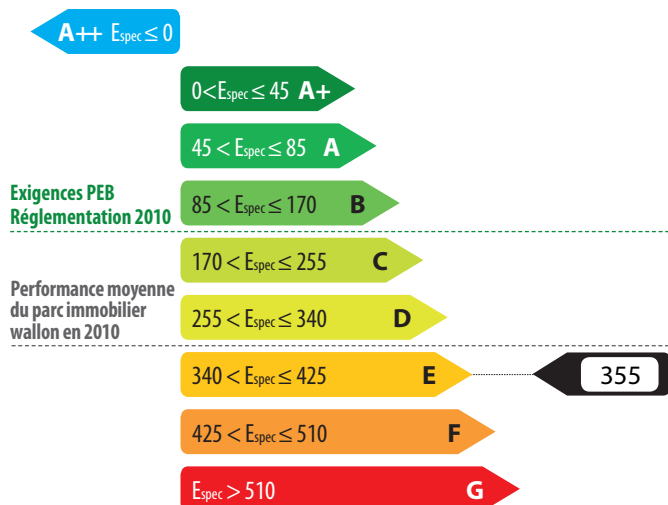 A++ Espec ≤ 0
0<Espec ≤ 45 A+
45 < Espec ≤ 85 A
Exigences PEB
Réglementation 2010
85 < Espec ≤ 170 B
170 < Espec ≤ 255 C
Performance moyenne
du parc immobilier
wallon en 2010
255 < Espec ≤ 340 D
340 < Espec ≤ 425 E
355
425 < Espec ≤ 510 F
Espec > 510 G